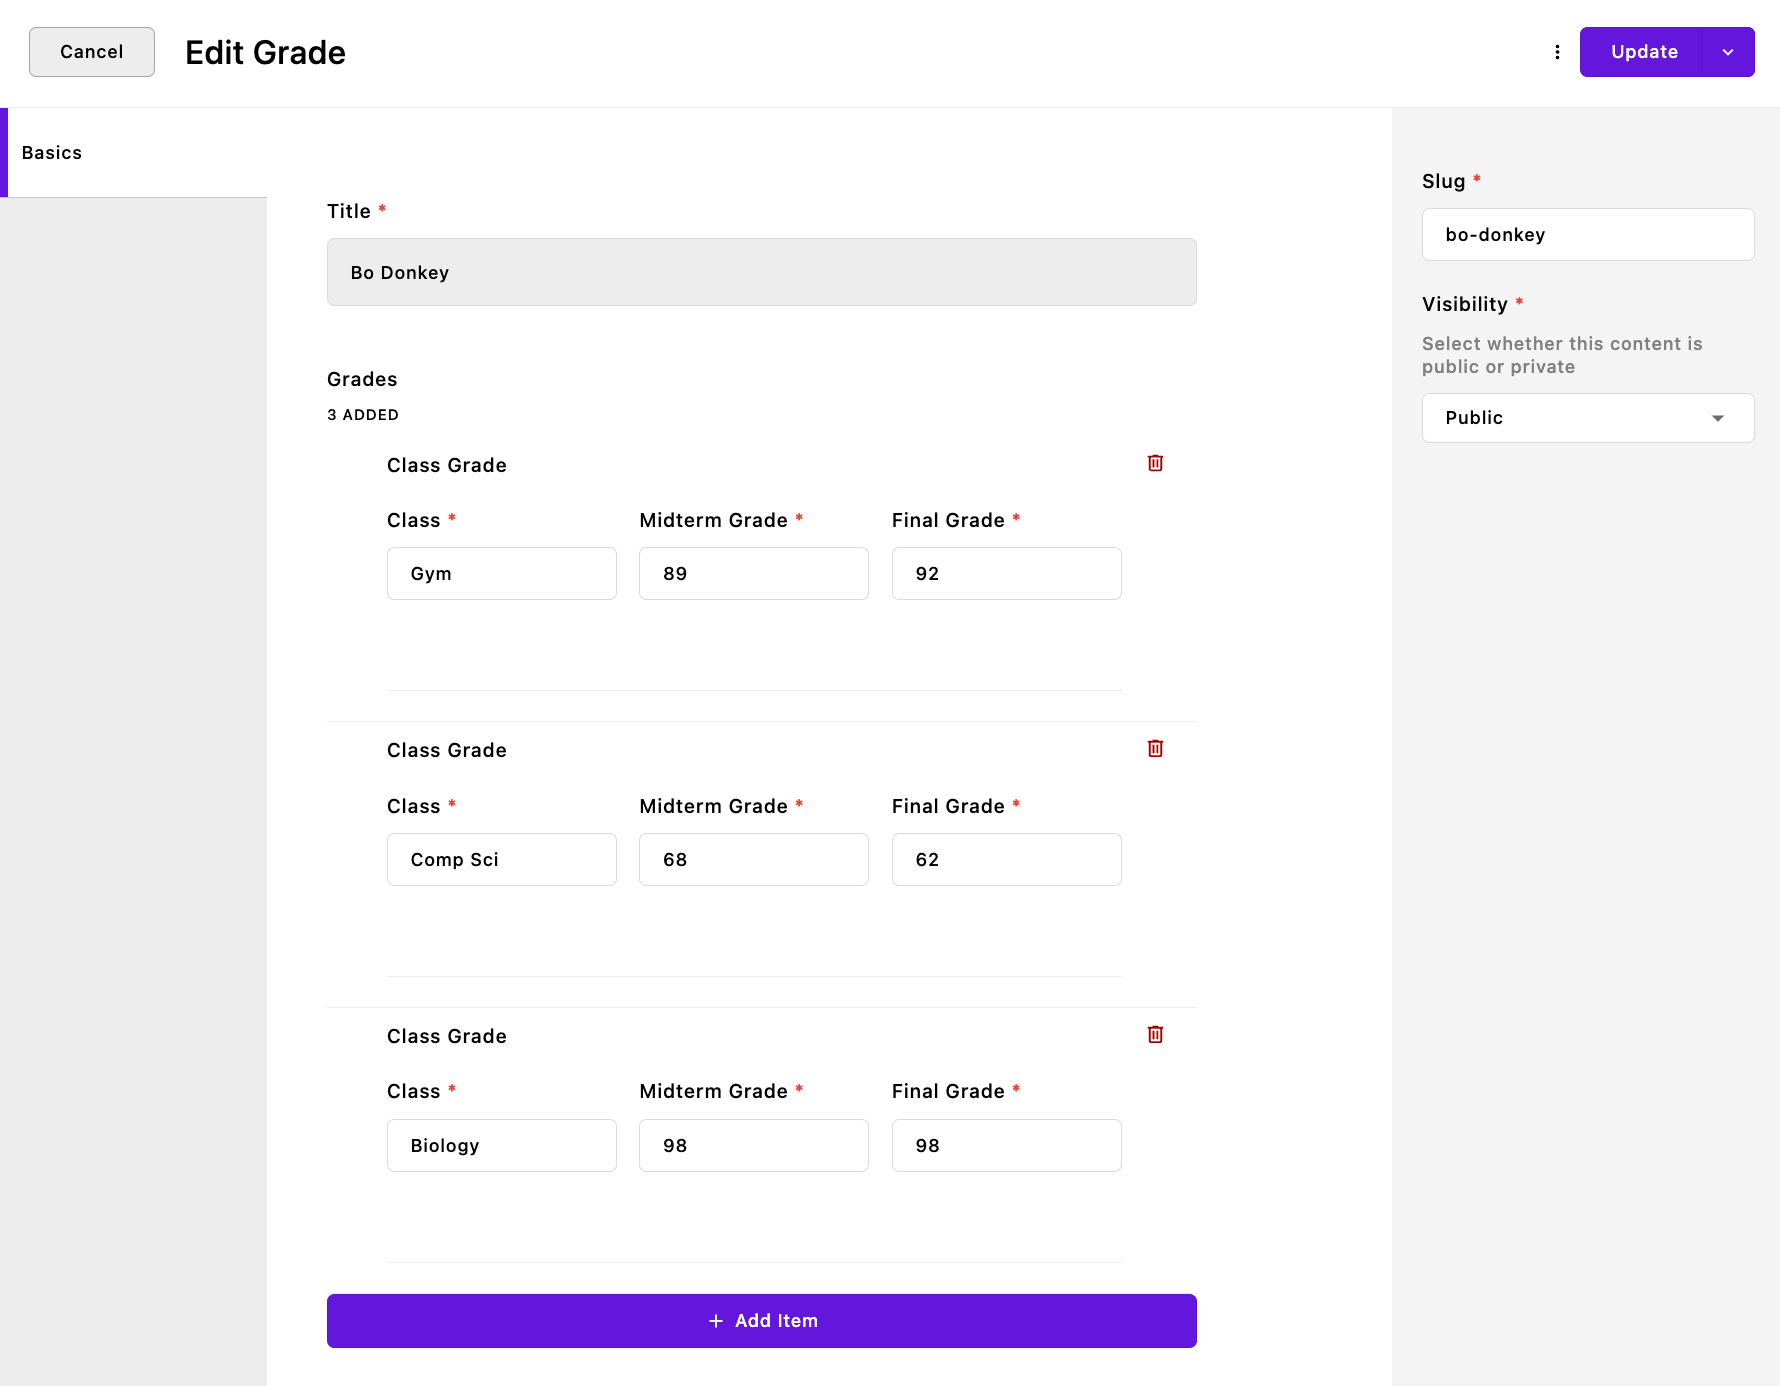 Cancel
Edit Grade
Update
Basics
Title *
Bo Donkey
Grades
3 ADDED
Class Grade
Class * Midterm Grade * Final Grade *
Gym 89 92
Class Grade
Class * Midterm Grade * Final Grade *
Comp Sci 68 62
Class Grade
Class * Midterm Grade * Final Grade *
Biology 98 98
+ Add Item
Slug *
bo-donkey
Visibility *
Select whether this content is
public or private
Public